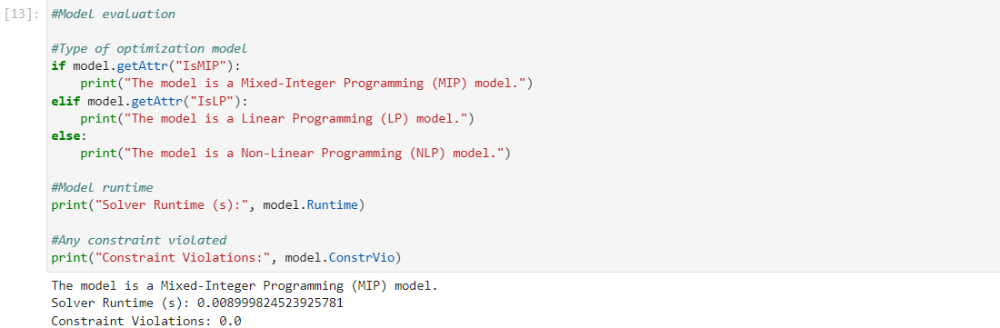 [13]: #Model evaluation
#Type of optimization model
if model.getAttr("IsMIP"):
    print("The model is a Mixed-Integer Programming (MIP) model.")
elif model.getAttr("IsLP"):
    print("The model is a Linear Programming (LP) model.")
else:
    print("The model is a Non-Linear Programming (NLP) model.")
#Model runtime
print("Solver Runtime (s):", model.Runtime)
#Any constraint violated
print("Constraint Violations:", model.ConstrVio)
The model is a Mixed-Integer Programming (MIP) model.
Solver Runtime (s): 0.008999824523925781
Constraint Violations: 0.0